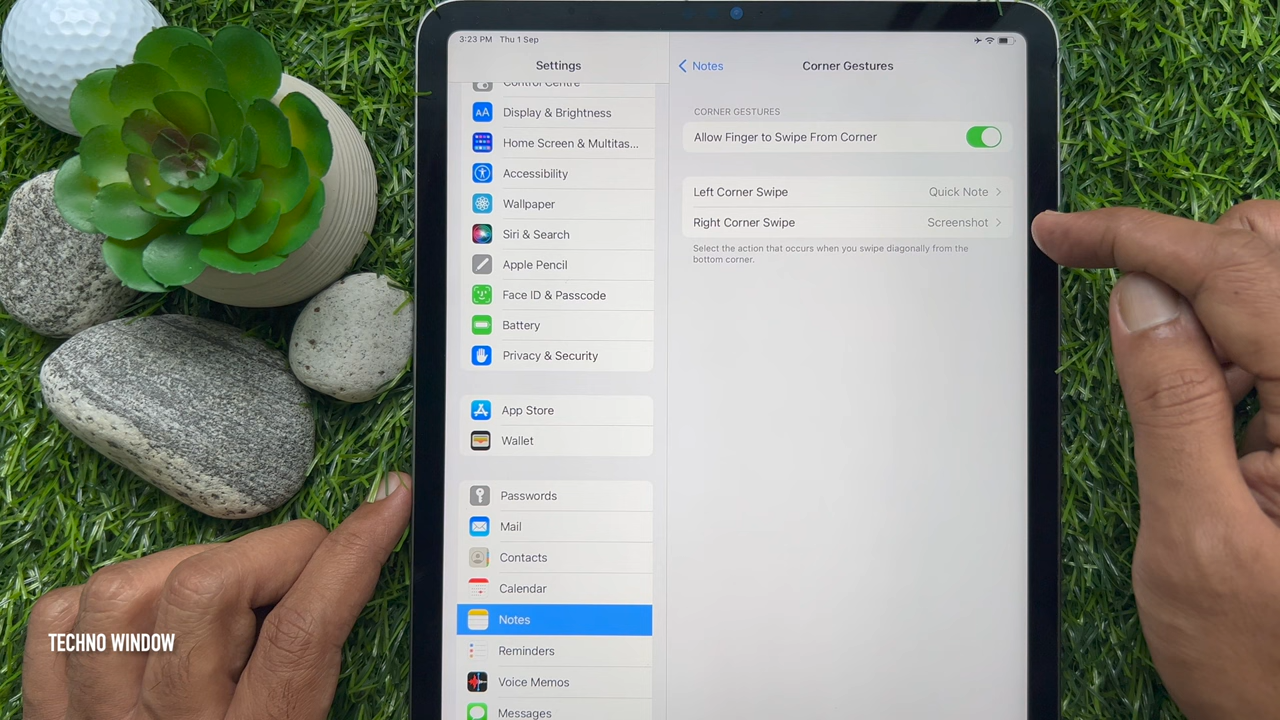 3:23 PM Thu 1 Sep
Settings
Control Centre
AA Display & Brightness
Home Screen & Multitas...
Accessibility
Wallpaper
Siri & Search
Apple Pencil
Face ID & Passcode
Battery
Privacy & Security
App Store
Wallet
Passwords
Mail
Contacts
Calendar
Notes
Reminders
Voice Memos
Messages
Notes
Corner Gestures
CORNER GESTURES
Allow Finger to Swipe From Corner
Left Corner Swipe Quick Note
Right Corner Swipe Screenshot
Select the action that occurs when you swipe diagonally from the
bottom corner.
TECHNO WINDOW